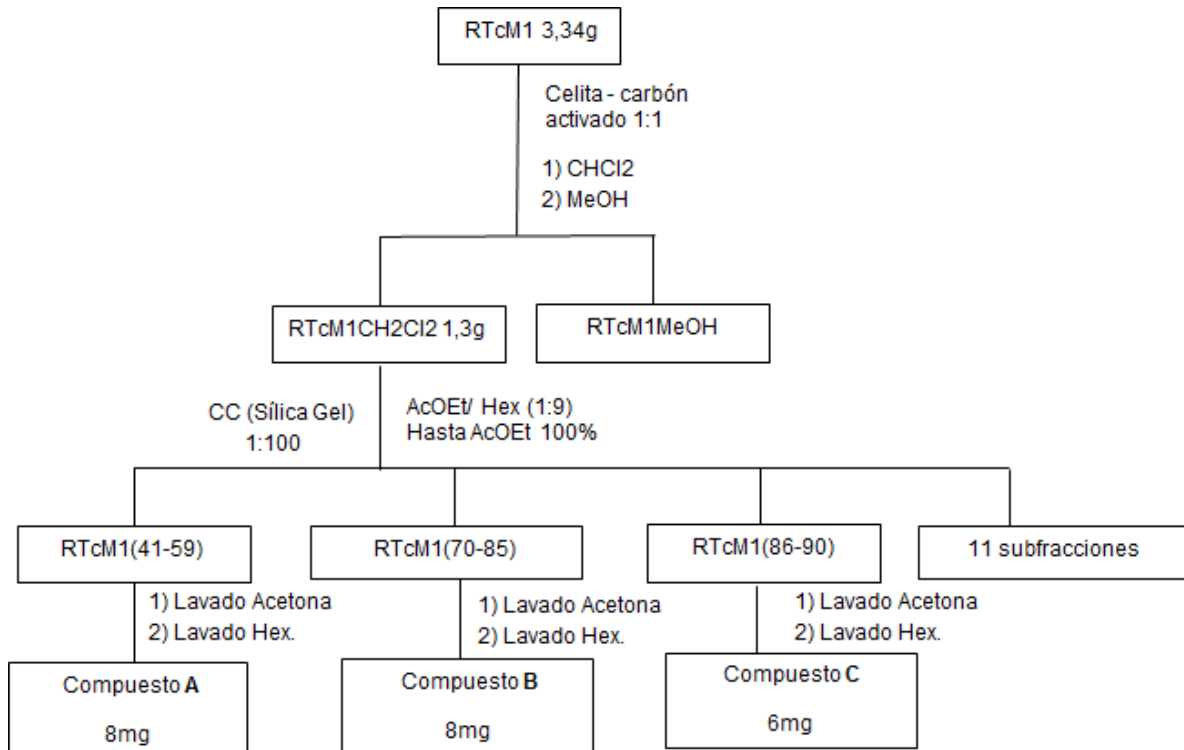 RTcM1 3,34g
Celita - carbón
activado 1:1
1) CHCl2
2) MeOH
RTcM1CH2Cl2 1,3g
RTcM1MeOH
CC (Sílica Gel)
1:100
AcOEt/ Hex (1:9)
Hasta AcOEt 100%
RTcM1(41-59)
RTcM1(70-85)
RTcM1(86-90)
11 subfracciones
1) Lavado Acetona
2) Lavado Hex.
1) Lavado Acetona
2) Lavado Hex.
1) Lavado Acetona
2) Lavado Hex.
Compuesto A
8mg
Compuesto B
8mg
Compuesto C
6mg